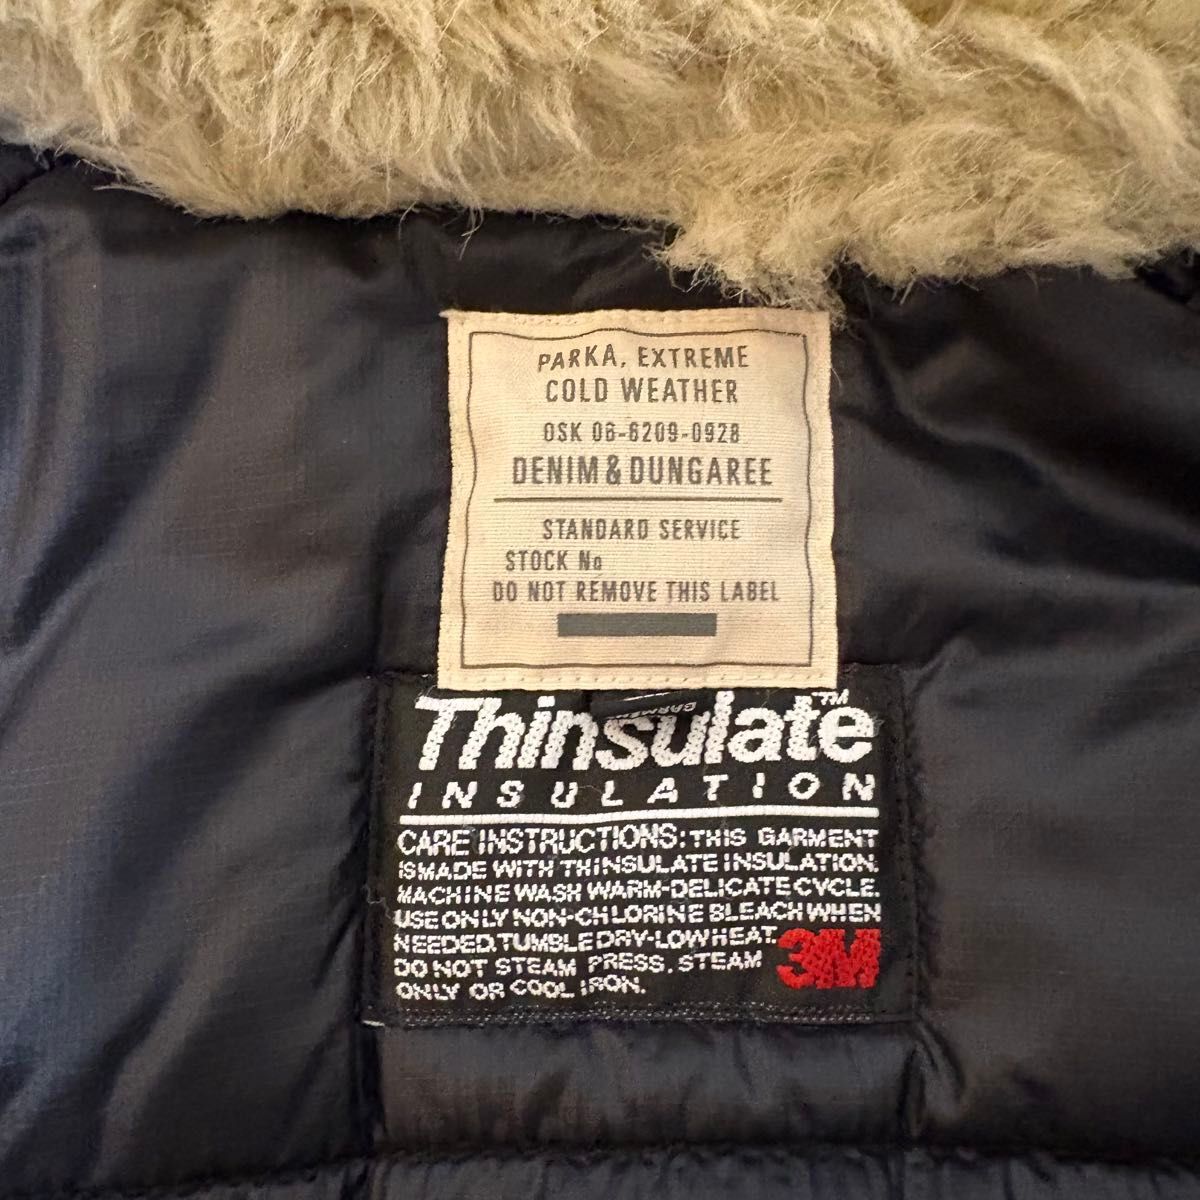 PARKA, EXTREME
COLD WEATHER
OSK 06-6209-0928
DENIM & DUNGAREE
STANDARD SERVICE
STOCK No
DO NOT REMOVE THIS LABEL
Thinsulate™
INSULATION
CARE INSTRUCTIONS: THIS GARMENT
IS MADE WITH THINSULATE INSULATION.
MACHINE WASH WARM-DELICATE CYCLE.
USE ONLY NON-CHLORINE BLEACH WHEN
NEEDED. TUMBLE DRY-LOW HEAT.
DO NOT STEAM PRESS. STEAM
ONLY OR COOL IRON.
3M